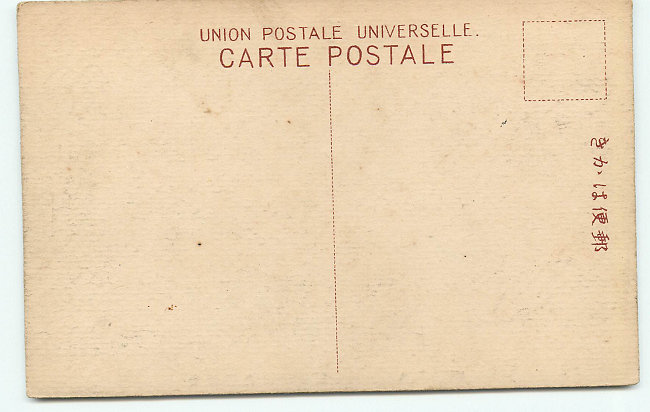 UNION POSTALE UNIVERSELLE.
CARTE POSTALE
きかは便郵